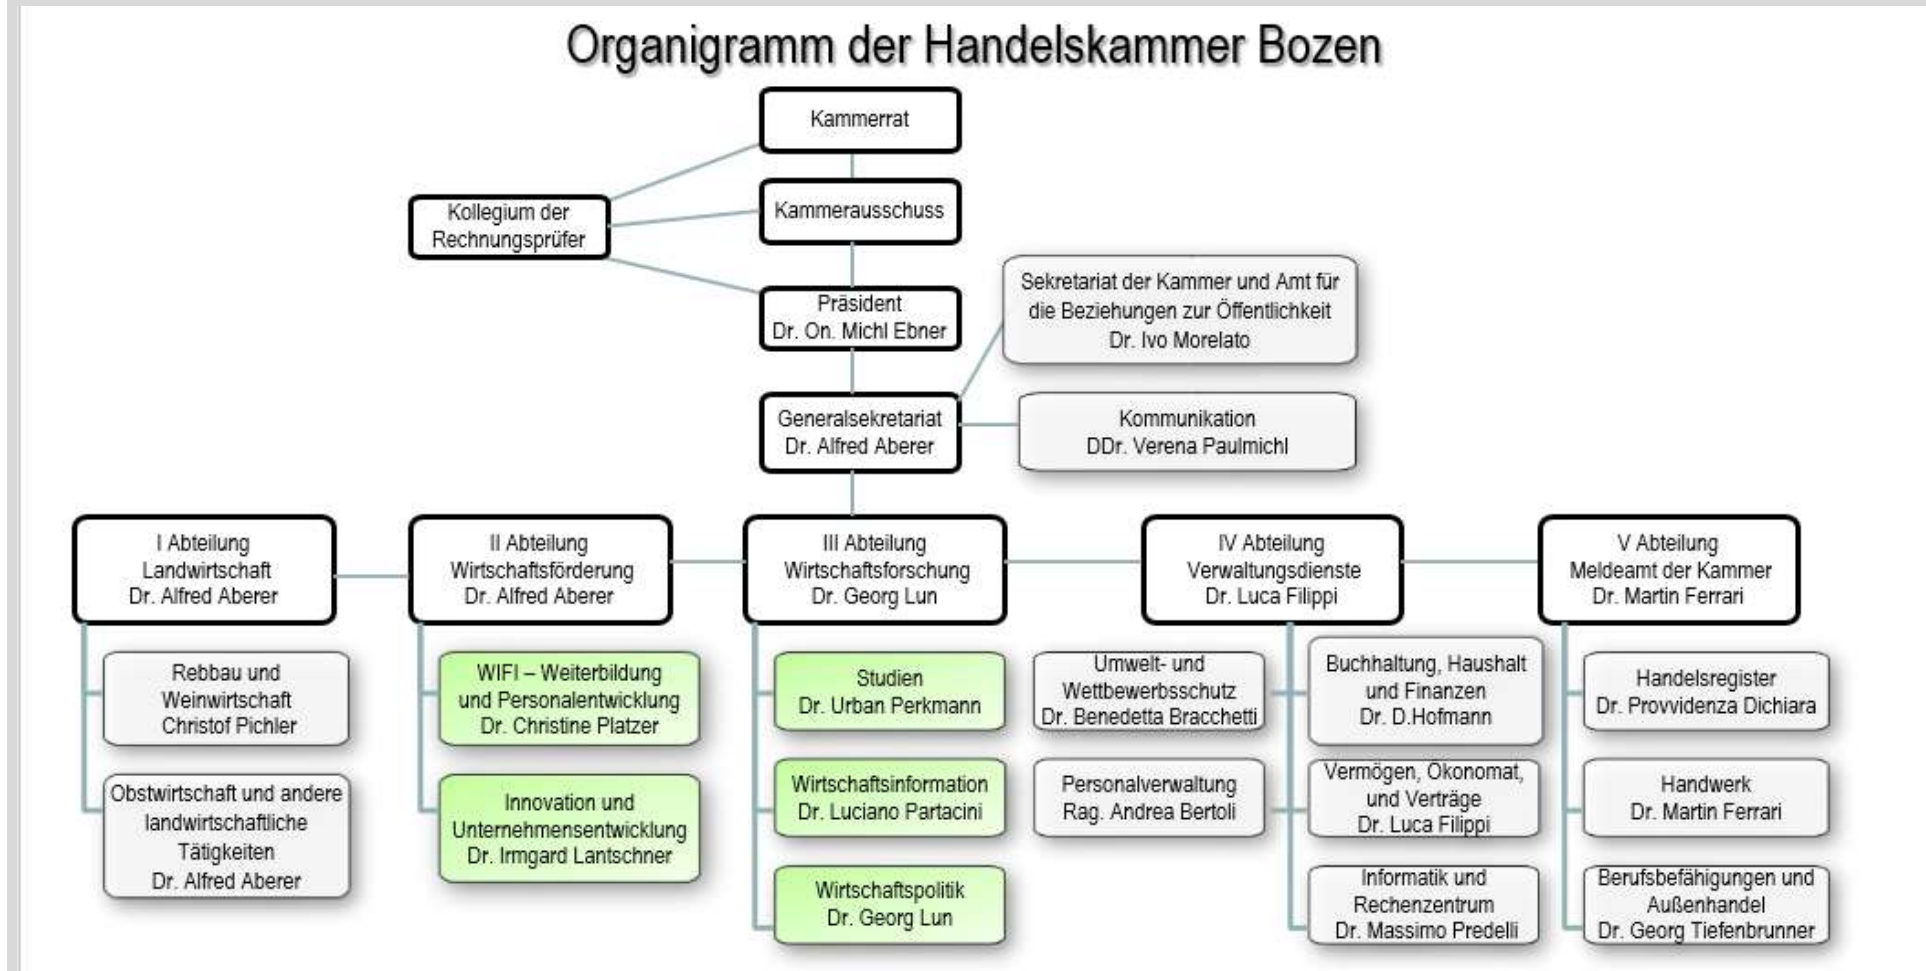 Organigramm der Handelskammer Bozen
Kammerrat
Kollegium der
Rechnungsprüfer
Kammerausschuss
Präsident
Dr. On. Michl Ebner
Sekretariat der Kammer und Amt für
die Beziehungen zur Öffentlichkeit
Dr. Ivo Morelato
Generalsekretariat
Dr. Alfred Aberer
Kommunikation
DDr. Verena Paulmichl
I Abteilung
Landwirtschaft
Dr. Alfred Aberer
II Abteilung
Wirtschaftsförderung
Dr. Alfred Aberer
III Abteilung
Wirtschaftsforschung
Dr. Georg Lun
IV Abteilung
Verwaltungsdienste
Dr. Luca Filippi
V Abteilung
Meldeamt der Kammer
Dr. Martin Ferrari
Rebbau und
Weinwirtschaft
Christof Pichler
Obstwirtschaft und andere
landwirtschaftliche
Tätigkeiten
Dr. Alfred Aberer
WIFI – Weiterbildung
und Personalentwicklung
Dr. Christine Platzer
Innovation und
Unternehmensentwicklung
Dr. Irmgard Lantschner
Studien
Dr. Urban Perkmann
Wirtschaftsinformation
Dr. Luciano Partacini
Wirtschaftspolitik
Dr. Georg Lun
Umwelt- und
Wettbewerbsschutz
Dr. Benedetta Bracchetti
Personalverwaltung
Rag. Andrea Bertoli
Buchhaltung, Haushalt
und Finanzen
Dr. D.Hofmann
Vermögen, Okonomat,
und Verträge
Dr. Luca Filippi
Informatik und
Rechenzentrum
Dr. Massimo Predelli
Handelsregister
Dr. Provvidenza Dichiara
Handwerk
Dr. Martin Ferrari
Berufsbefähigungen und
Außenhandel
Dr. Georg Tiefenbrunner